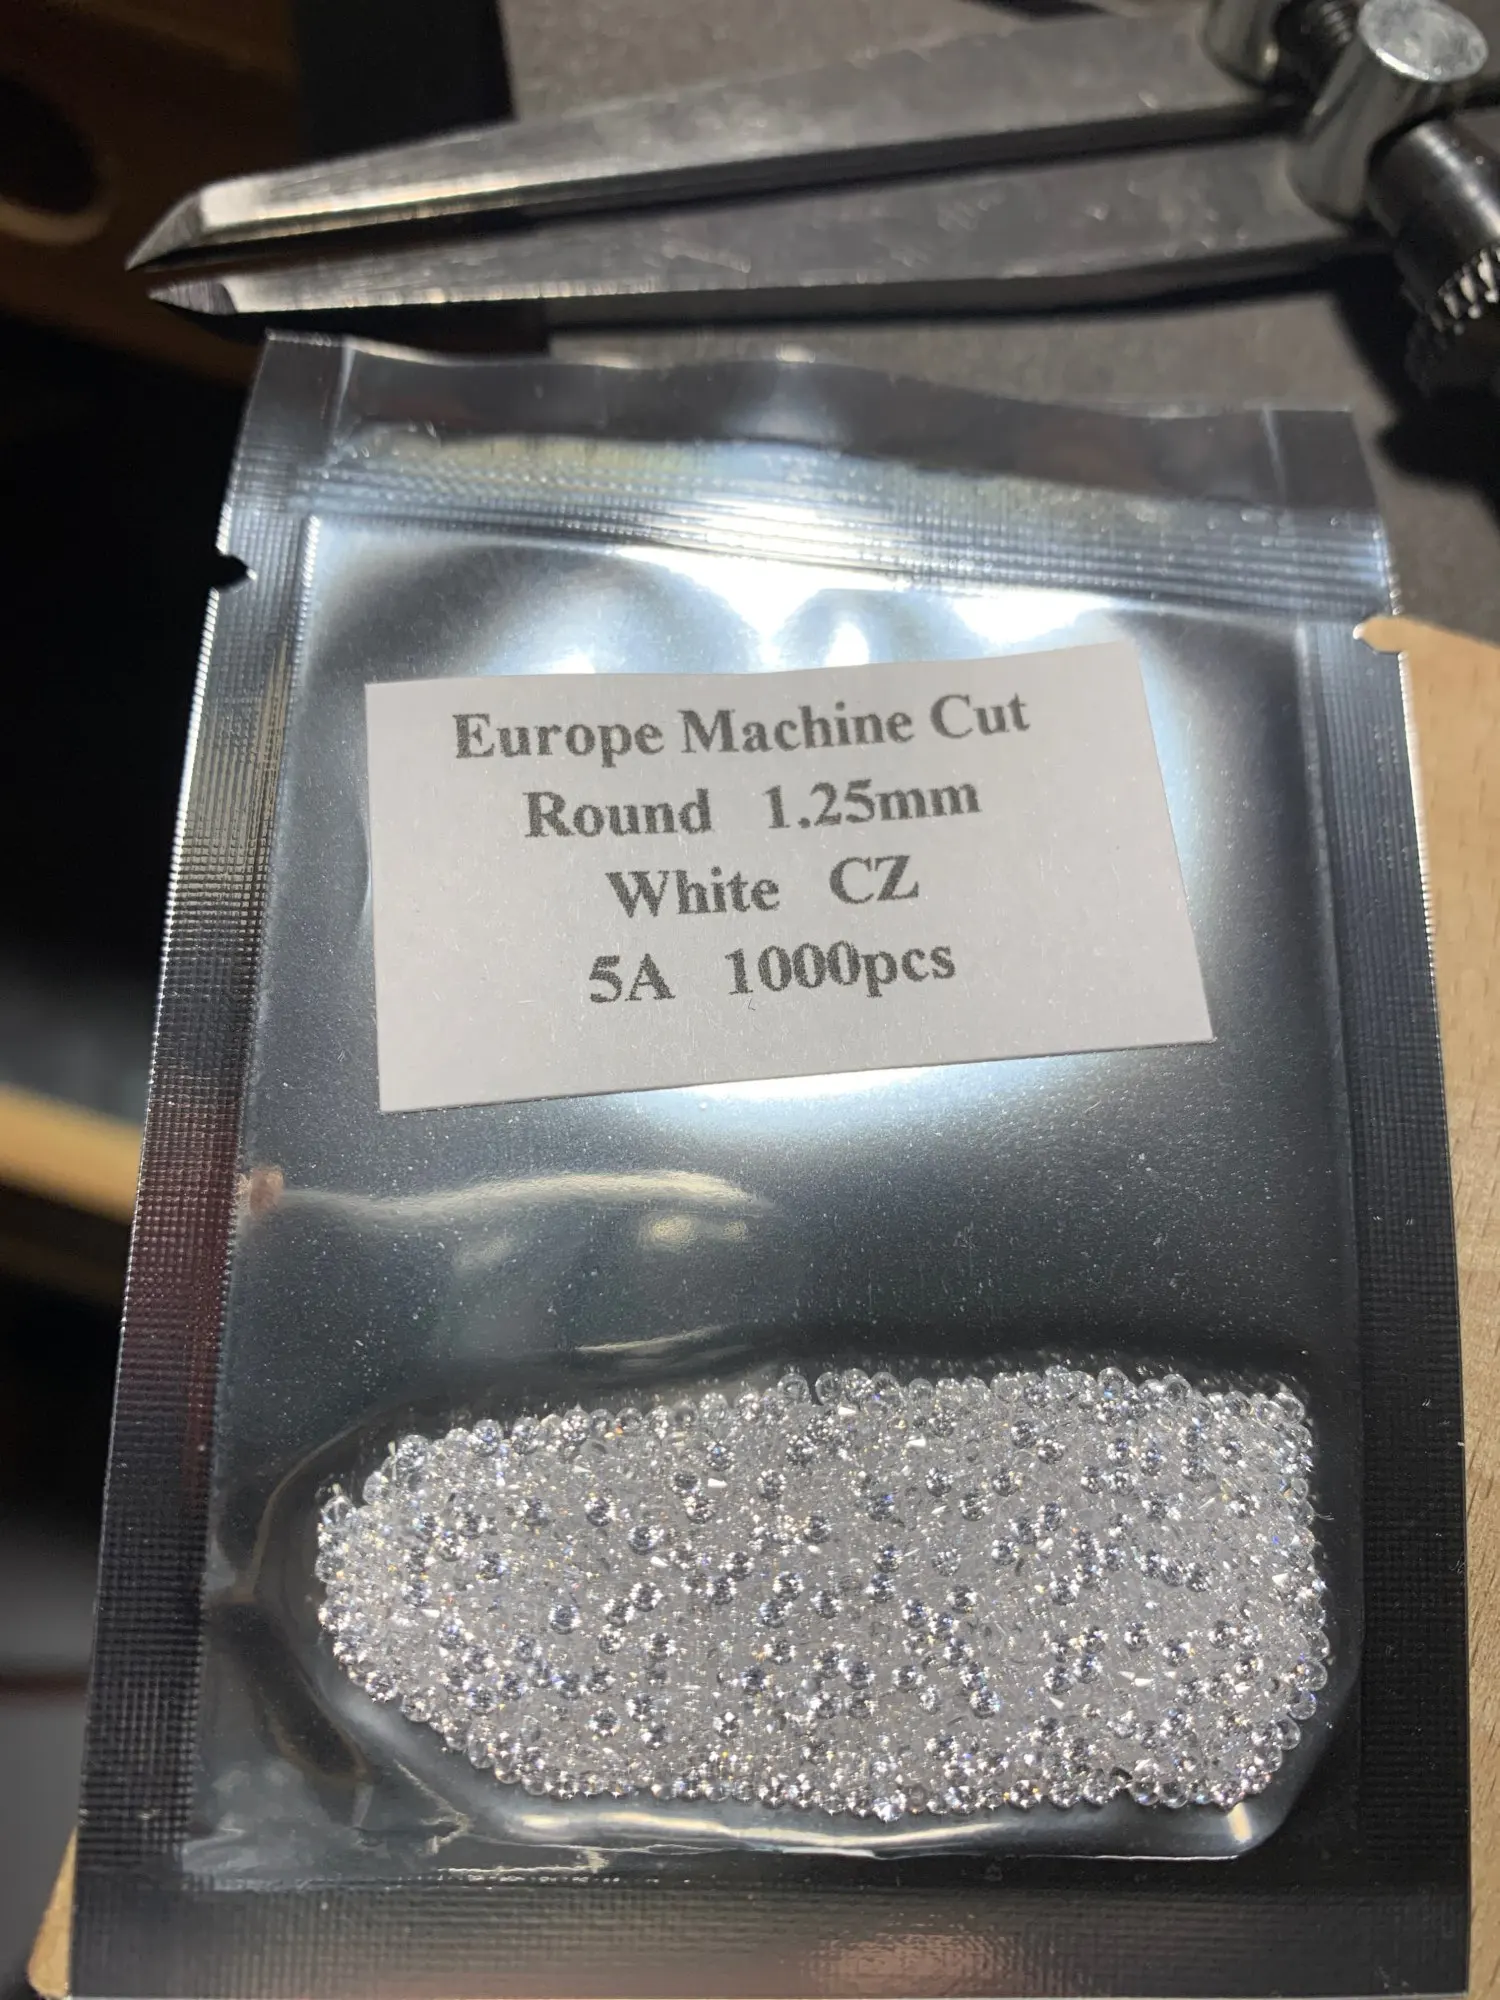 Europe Machine Cut
Round 1.25mm
White CZ
5A 1000pcs